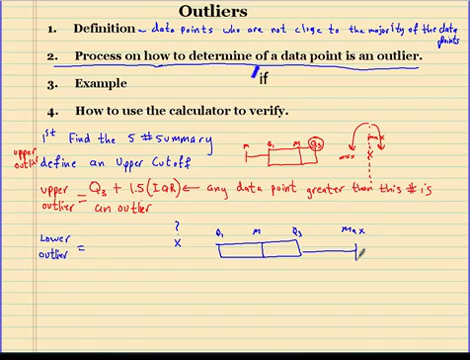 Outliers
1. Definition - data points who are not close to the majority of the data points
2. Process on how to determine of a data point is an outlier.
if
3. Example
4. How to use the calculator to verify.
1st Find the 5 # Summary
define an Upper Cutoff
upper outlier
m Q1 M Q3 max
max
upper outlier = Q3 + 1.5(IQR) ← any data point greater than this # is an outlier
Lower outlier =
?
x
Q1 M Q3 max